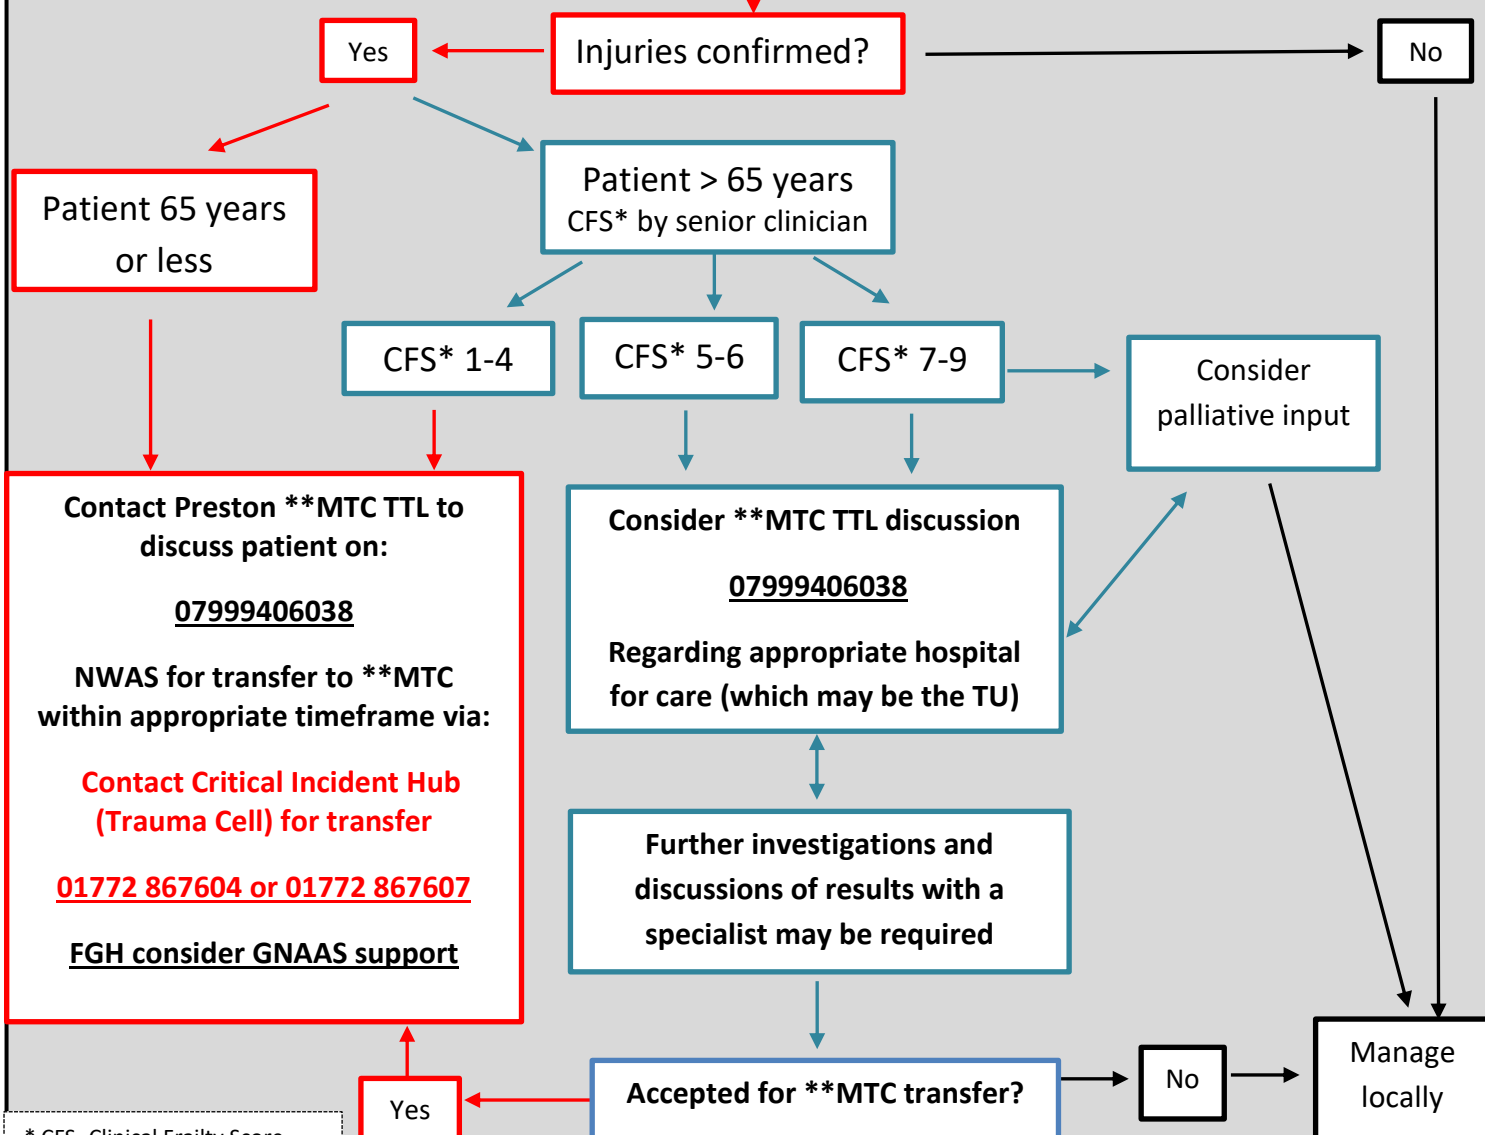 Injuries confirmed?
Yes
No
Patient 65 years
or less
Patient > 65 years
CFS* by senior clinician
CFS* 1-4
CFS* 5-6
CFS* 7-9
Consider
palliative input
Contact Preston **MTC TTL to
discuss patient on:
07999406038
NWAS for transfer to **MTC
within appropriate timeframe via:
Contact Critical Incident Hub
(Trauma Cell) for transfer
01772 867604 or 01772 867607
FGH consider GNAAS support
Consider **MTC TTL discussion
07999406038
Regarding appropriate hospital
for care (which may be the TU)
Further investigations and
discussions of results with a
specialist may be required
Accepted for **MTC transfer?
Yes
No
Manage
locally
* CFS- Clinical Frailty Score